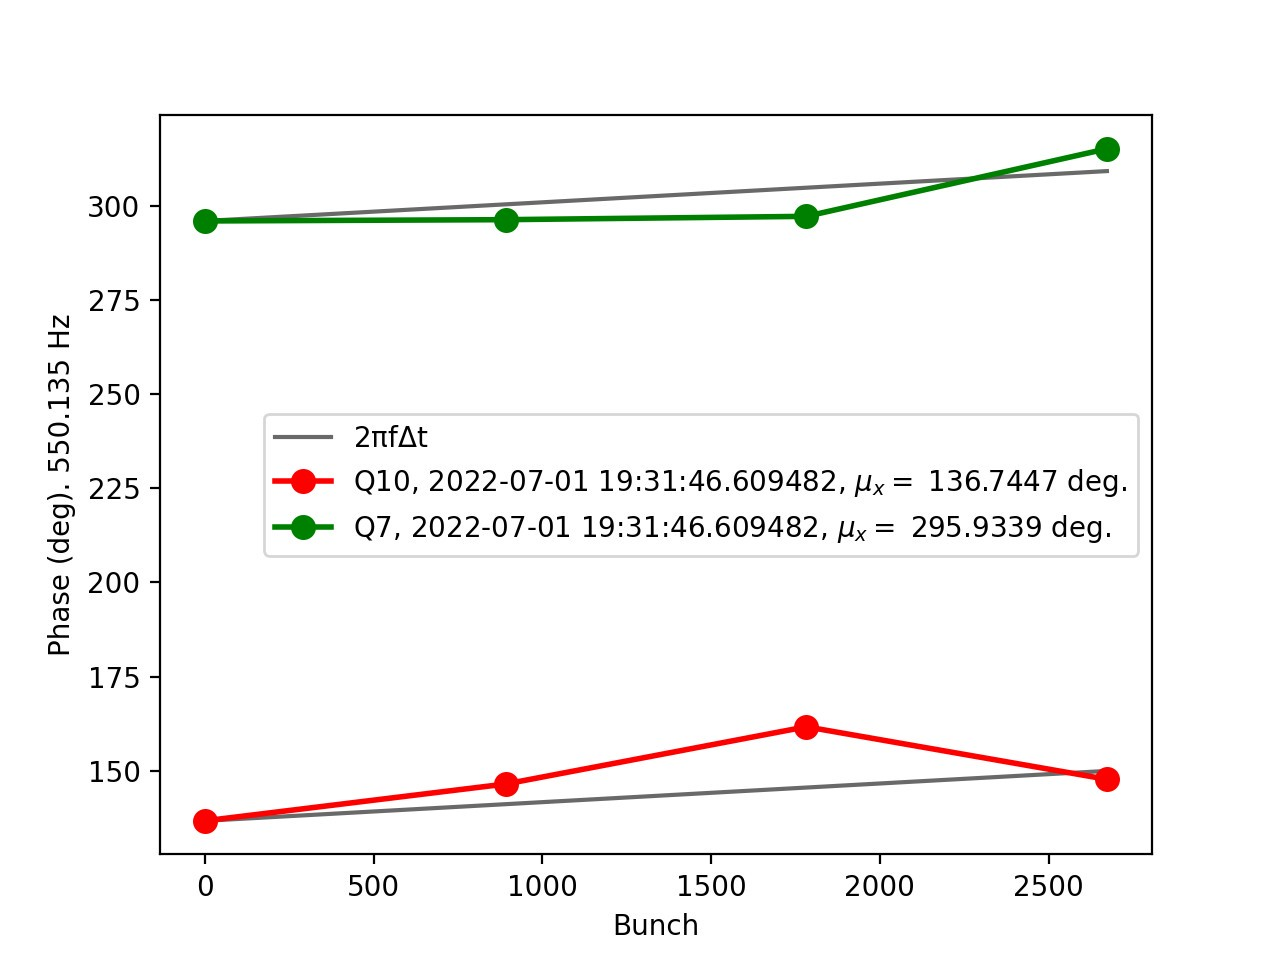 300
275
250
225
200
175
150
Phase (deg). 550.135 Hz
2πfΔt
Q10, 2022-07-01 19:31:46.609482, μₓ = 136.7447 deg.
Q7, 2022-07-01 19:31:46.609482, μₓ = 295.9339 deg.
0 500 1000 1500 2000 2500
Bunch